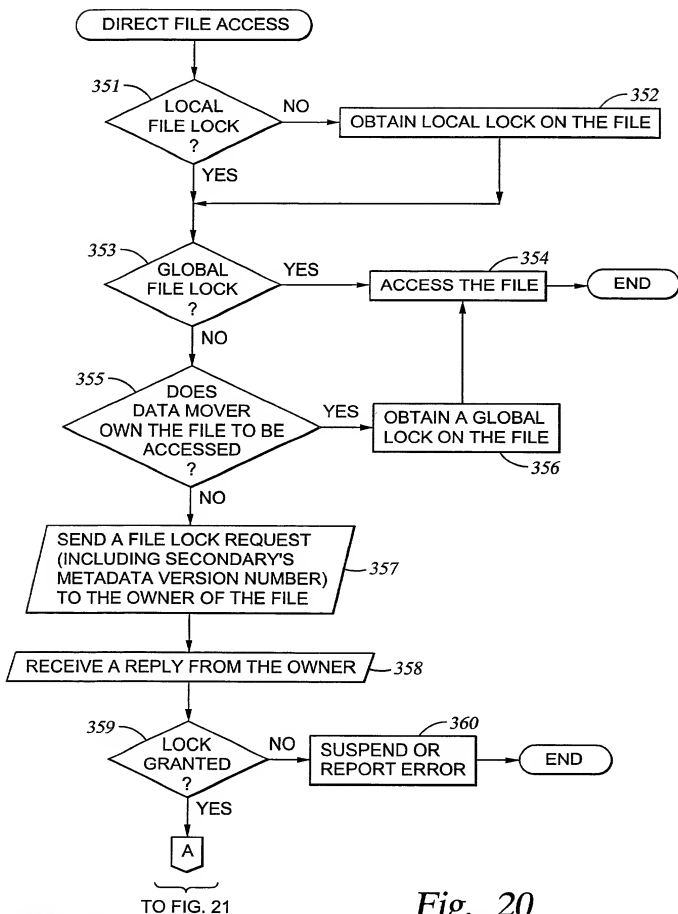 DIRECT FILE ACCESS
351
LOCAL
FILE LOCK
?
NO
352
OBTAIN LOCAL LOCK ON THE FILE
YES
353
GLOBAL
FILE LOCK
?
YES
354
ACCESS THE FILE
END
NO
355
DOES
DATA MOVER
OWN THE FILE TO BE
ACCESSED
?
YES
OBTAIN A GLOBAL
LOCK ON THE FILE
356
NO
SEND A FILE LOCK REQUEST
(INCLUDING SECONDARY'S
METADATA VERSION NUMBER)
TO THE OWNER OF THE FILE
357
RECEIVE A REPLY FROM THE OWNER
358
359
LOCK
GRANTED
?
NO
360
SUSPEND OR
REPORT ERROR
END
YES
A
TO FIG. 21
Fig. 20